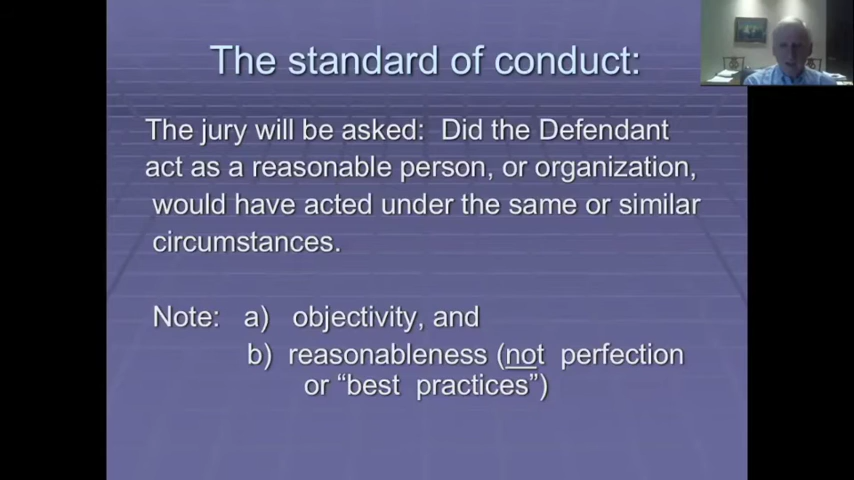 The standard of conduct:
The jury will be asked: Did the Defendant
act as a reasonable person, or organization,
would have acted under the same or similar
circumstances.
Note: a) objectivity, and
b) reasonableness (not perfection
or “best practices”)